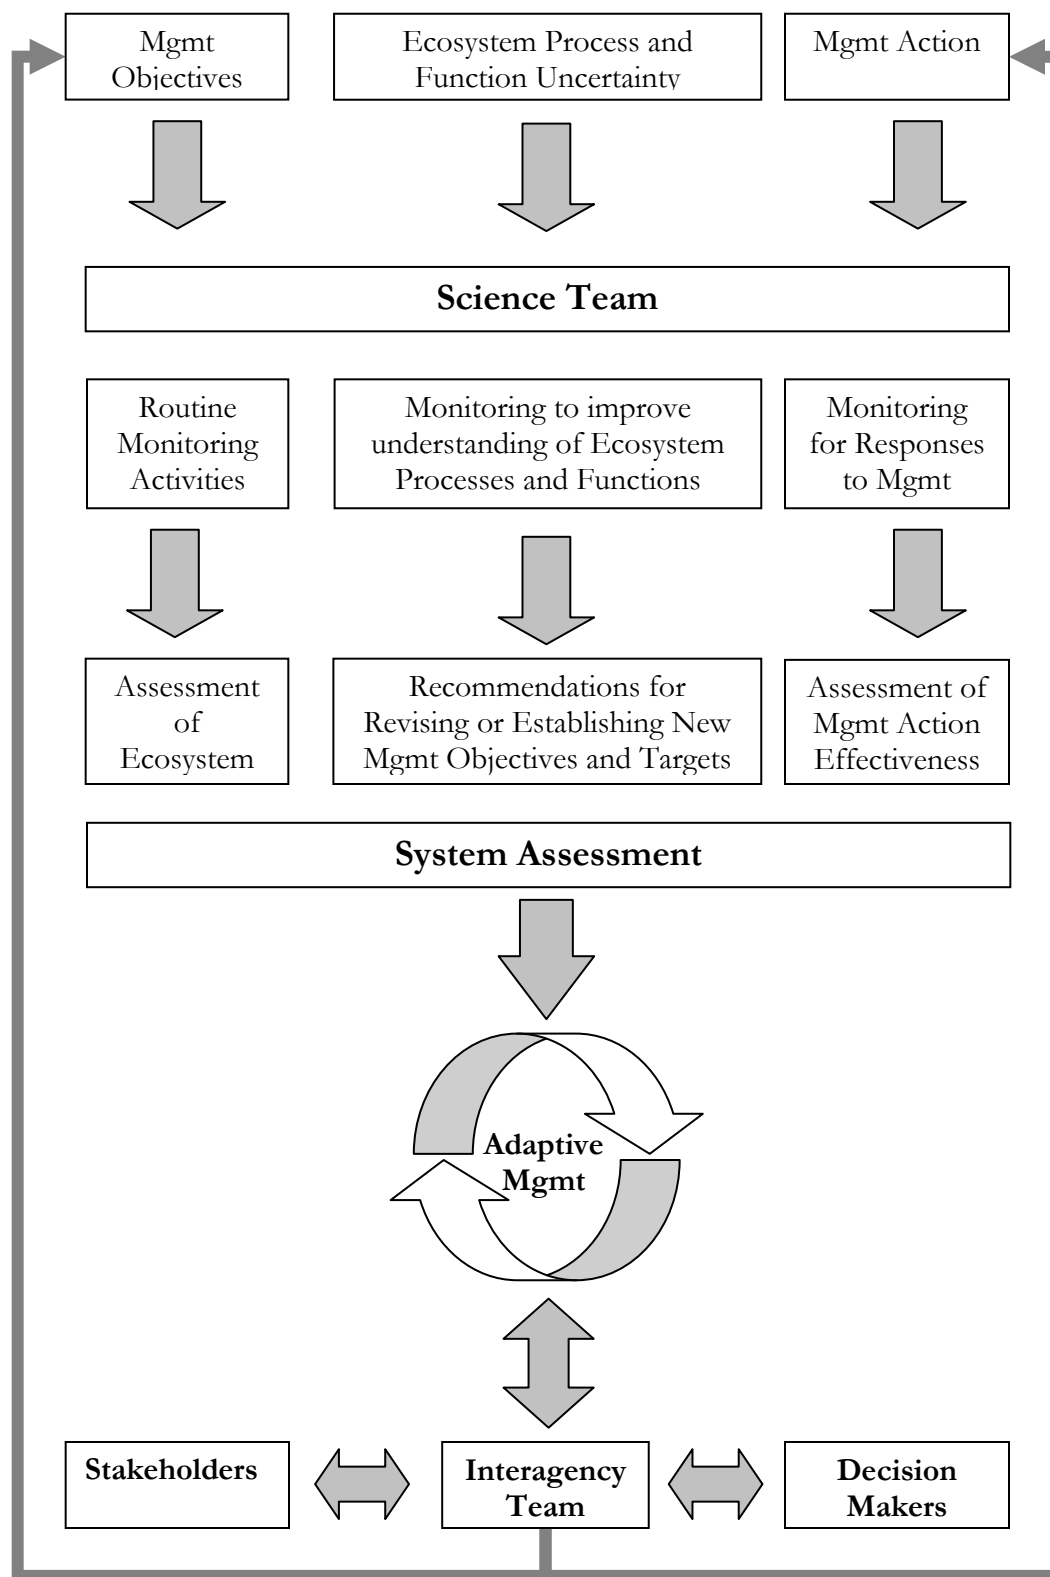 Mgmt
Objectives
Ecosystem Process and
Function Uncertainty
Mgmt Action
Science Team
Routine
Monitoring
Activities
Monitoring to improve
understanding of Ecosystem
Processes and Functions
Monitoring
for Responses
to Mgmt
Assessment
of
Ecosystem
Recommendations for
Revising or Establishing New
Mgmt Objectives and Targets
Assessment of
Mgmt Action
Effectiveness
System Assessment
Adaptive
Mgmt
Stakeholders
Interagency
Team
Decision
Makers